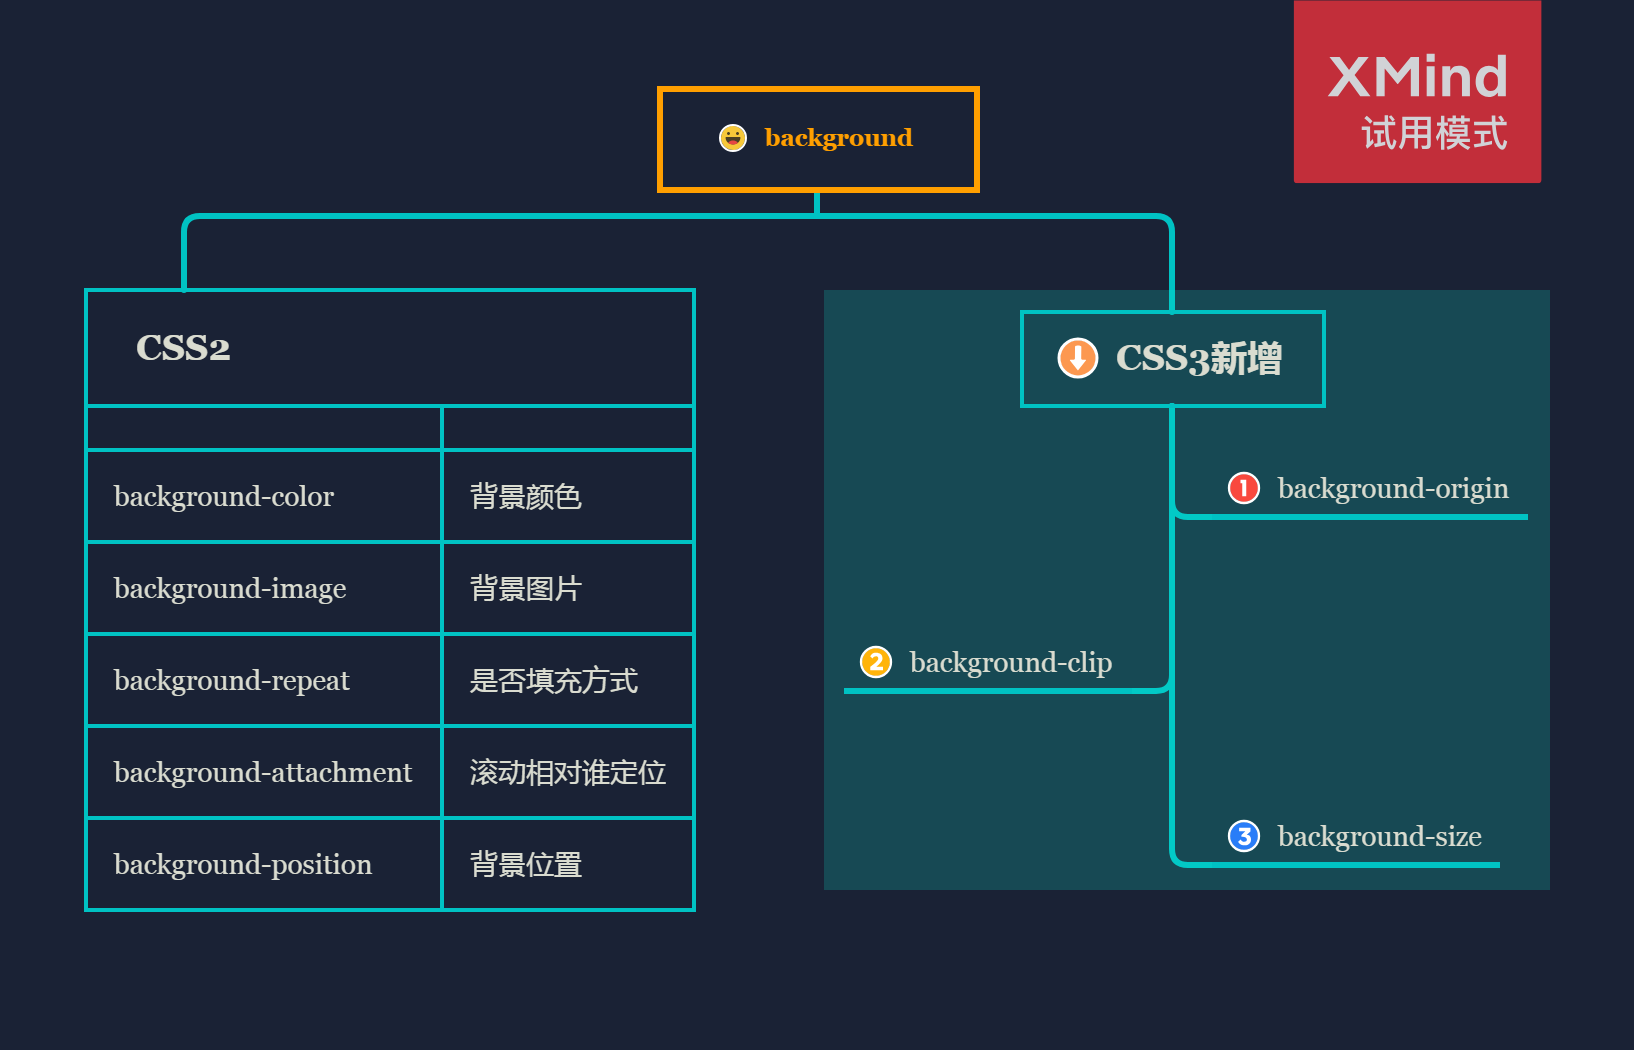 XMind
试用模式
background
CSS2
background-color 背景颜色
background-image 背景图片
background-repeat 是否填充方式
background-attachment 滚动相对谁定位
background-position 背景位置
CSS3新增
1 background-origin
2 background-clip
3 background-size